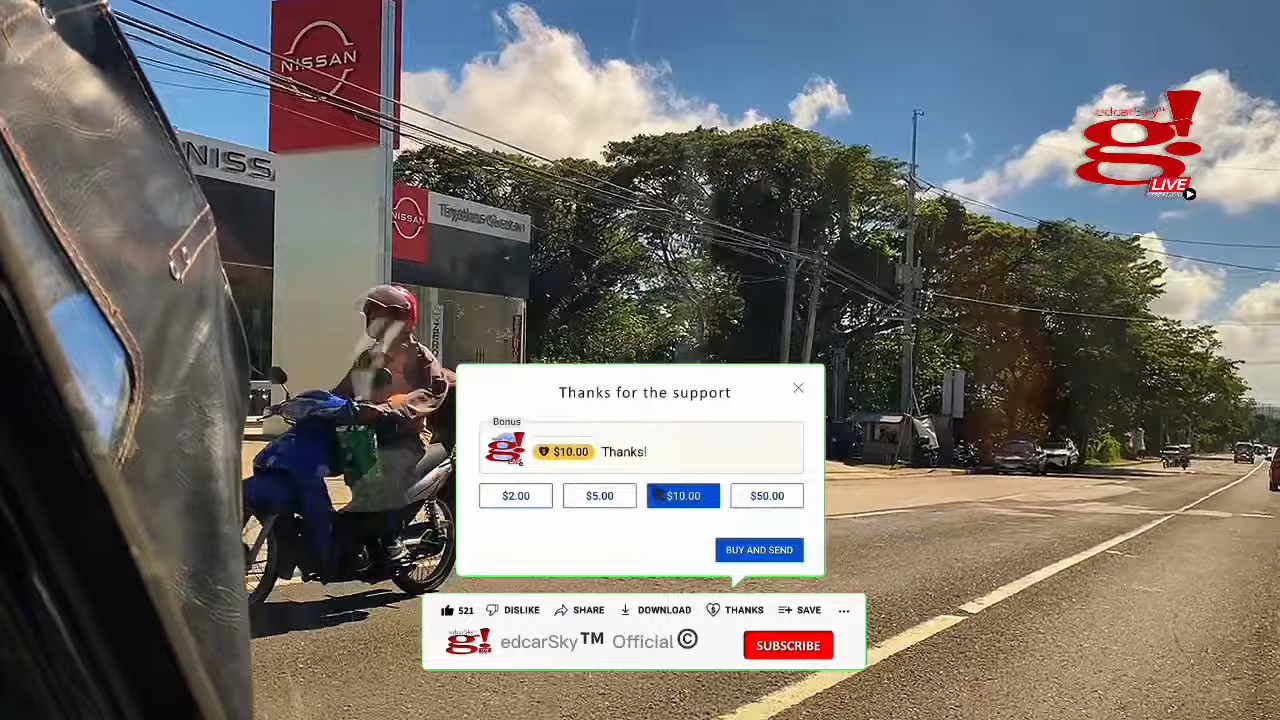 NISSAN
NISS
NISSAN
edcarSky™
g!
LIVE
Thanks for the support
Bonus
$10.00 Thanks!
$2.00 $5.00 $10.00 $50.00
BUY AND SEND
521 DISLIKE SHARE DOWNLOAD THANKS SAVE ...
g! edcarSky™ Official ©
SUBSCRIBE